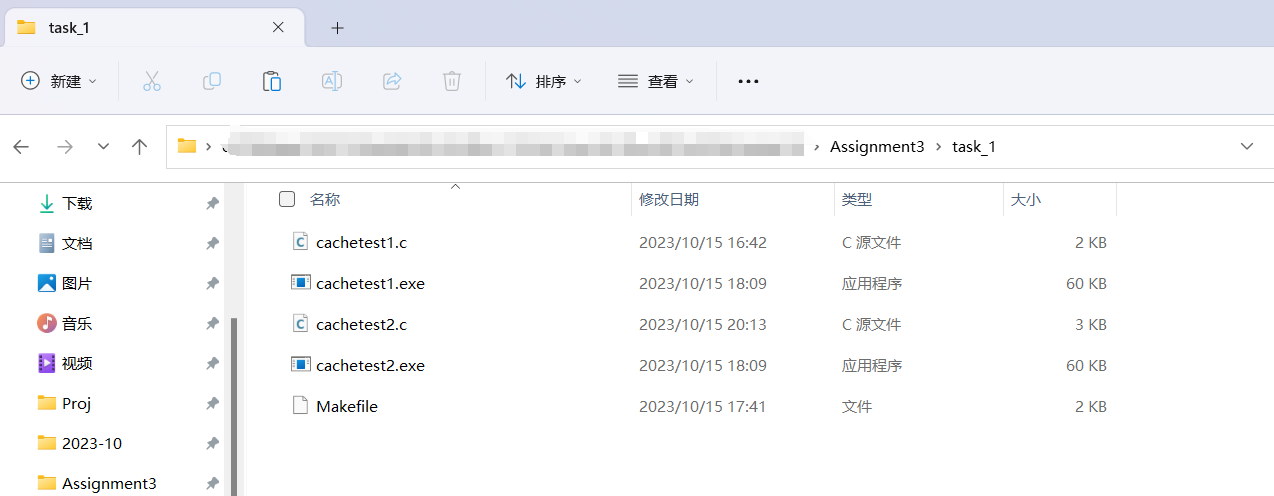 task_1
新建 排序 查看
Assignment3 task_1
下载
文档
图片
音乐
视频
Proj
2023-10
Assignment3
名称 修改日期 类型 大小
cachetest1.c 2023/10/15 16:42 C 源文件 2 KB
cachetest1.exe 2023/10/15 18:09 应用程序 60 KB
cachetest2.c 2023/10/15 20:13 C 源文件 3 KB
cachetest2.exe 2023/10/15 18:09 应用程序 60 KB
Makefile 2023/10/15 17:41 文件 2 KB